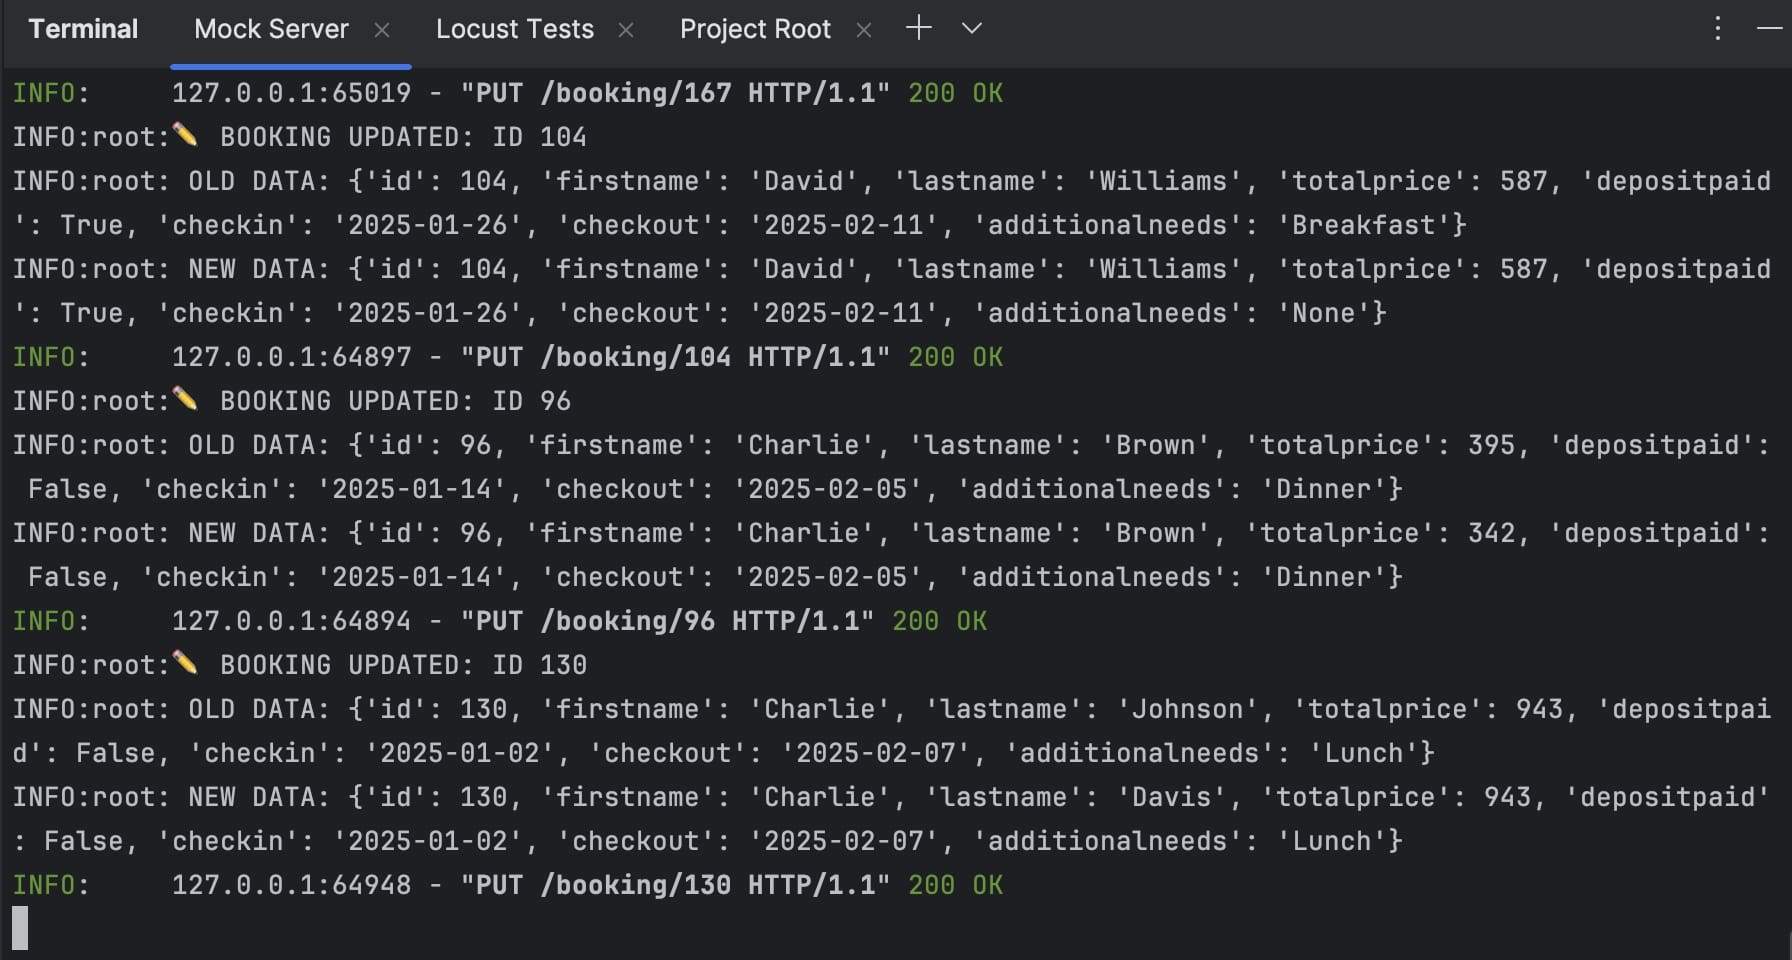 Terminal Mock Server Locust Tests Project Root
INFO:     127.0.0.1:65019 - "PUT /booking/167 HTTP/1.1" 200 OK
INFO:root:✏️ BOOKING UPDATED: ID 104
INFO:root: OLD DATA: {'id': 104, 'firstname': 'David', 'lastname': 'Williams', 'totalprice': 587, 'depositpaid
': True, 'checkin': '2025-01-26', 'checkout': '2025-02-11', 'additionalneeds': 'Breakfast'}
INFO:root: NEW DATA: {'id': 104, 'firstname': 'David', 'lastname': 'Williams', 'totalprice': 587, 'depositpaid
': True, 'checkin': '2025-01-26', 'checkout': '2025-02-11', 'additionalneeds': 'None'}
INFO:     127.0.0.1:64897 - "PUT /booking/104 HTTP/1.1" 200 OK
INFO:root:✏️ BOOKING UPDATED: ID 96
INFO:root: OLD DATA: {'id': 96, 'firstname': 'Charlie', 'lastname': 'Brown', 'totalprice': 395, 'depositpaid':
 False, 'checkin': '2025-01-14', 'checkout': '2025-02-05', 'additionalneeds': 'Dinner'}
INFO:root: NEW DATA: {'id': 96, 'firstname': 'Charlie', 'lastname': 'Brown', 'totalprice': 342, 'depositpaid':
 False, 'checkin': '2025-01-14', 'checkout': '2025-02-05', 'additionalneeds': 'Dinner'}
INFO:     127.0.0.1:64894 - "PUT /booking/96 HTTP/1.1" 200 OK
INFO:root:✏️ BOOKING UPDATED: ID 130
INFO:root: OLD DATA: {'id': 130, 'firstname': 'Charlie', 'lastname': 'Johnson', 'totalprice': 943, 'depositpai
d': False, 'checkin': '2025-01-02', 'checkout': '2025-02-07', 'additionalneeds': 'Lunch'}
INFO:root: NEW DATA: {'id': 130, 'firstname': 'Charlie', 'lastname': 'Davis', 'totalprice': 943, 'depositpaid'
: False, 'checkin': '2025-01-02', 'checkout': '2025-02-07', 'additionalneeds': 'Lunch'}
INFO:     127.0.0.1:64948 - "PUT /booking/130 HTTP/1.1" 200 OK